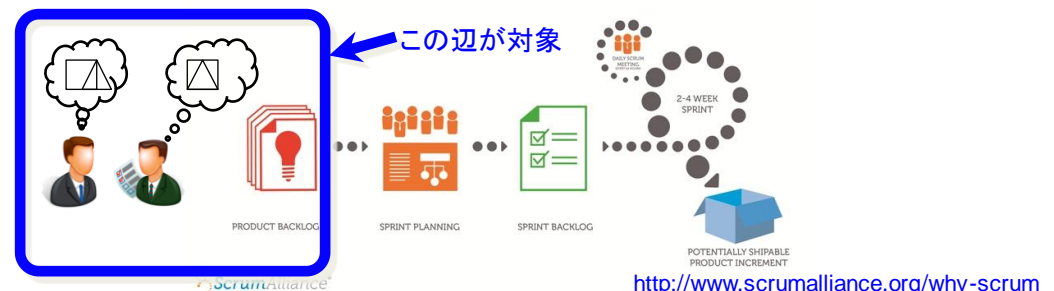 この辺が対象
DAILY SCRUM
MEETING
2-4 WEEK
SPRINT
PRODUCT BACKLOG
SPRINT PLANNING
SPRINT BACKLOG
POTENTIALLY SHIPABLE
PRODUCT INCREMENT
ScrumAlliance
http://www.scrumalliance.org/why-scrum